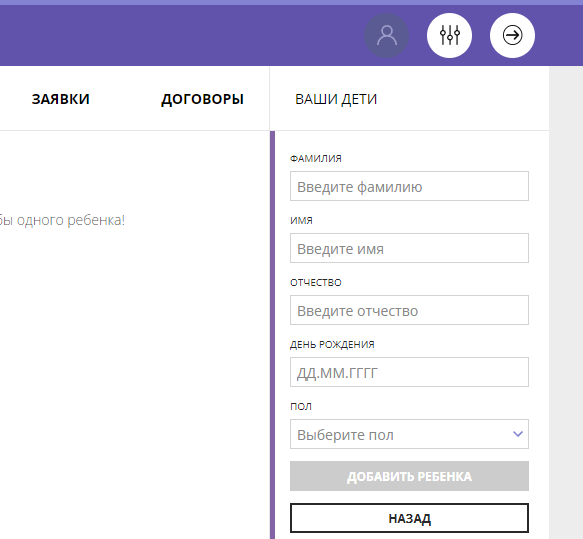 ЗАЯВКИ ДОГОВОРЫ ВАШИ ДЕТИ
одного ребенка!
ФАМИЛИЯ
Введите фамилию
ИМЯ
Введите имя
ОТЧЕСТВО
Введите отчество
ДЕНЬ РОЖДЕНИЯ
ДД.ММ.ГГГГ
ПОЛ
Выберите пол
ДОБАВИТЬ РЕБЕНКА
НАЗАД